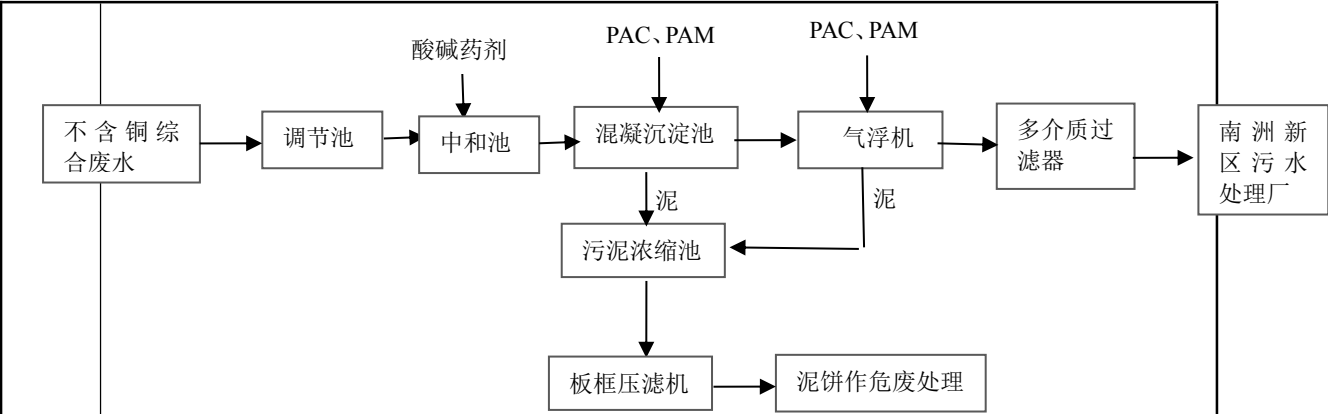 酸碱药剂
PAC、PAM
PAC、PAM
不含铜综
合废水
调节池
中和池
混凝沉淀池
气浮机
多介质过
滤器
南洲新
区污水
处理厂
泥
泥
污泥浓缩池
板框压滤机
泥饼作危废处理